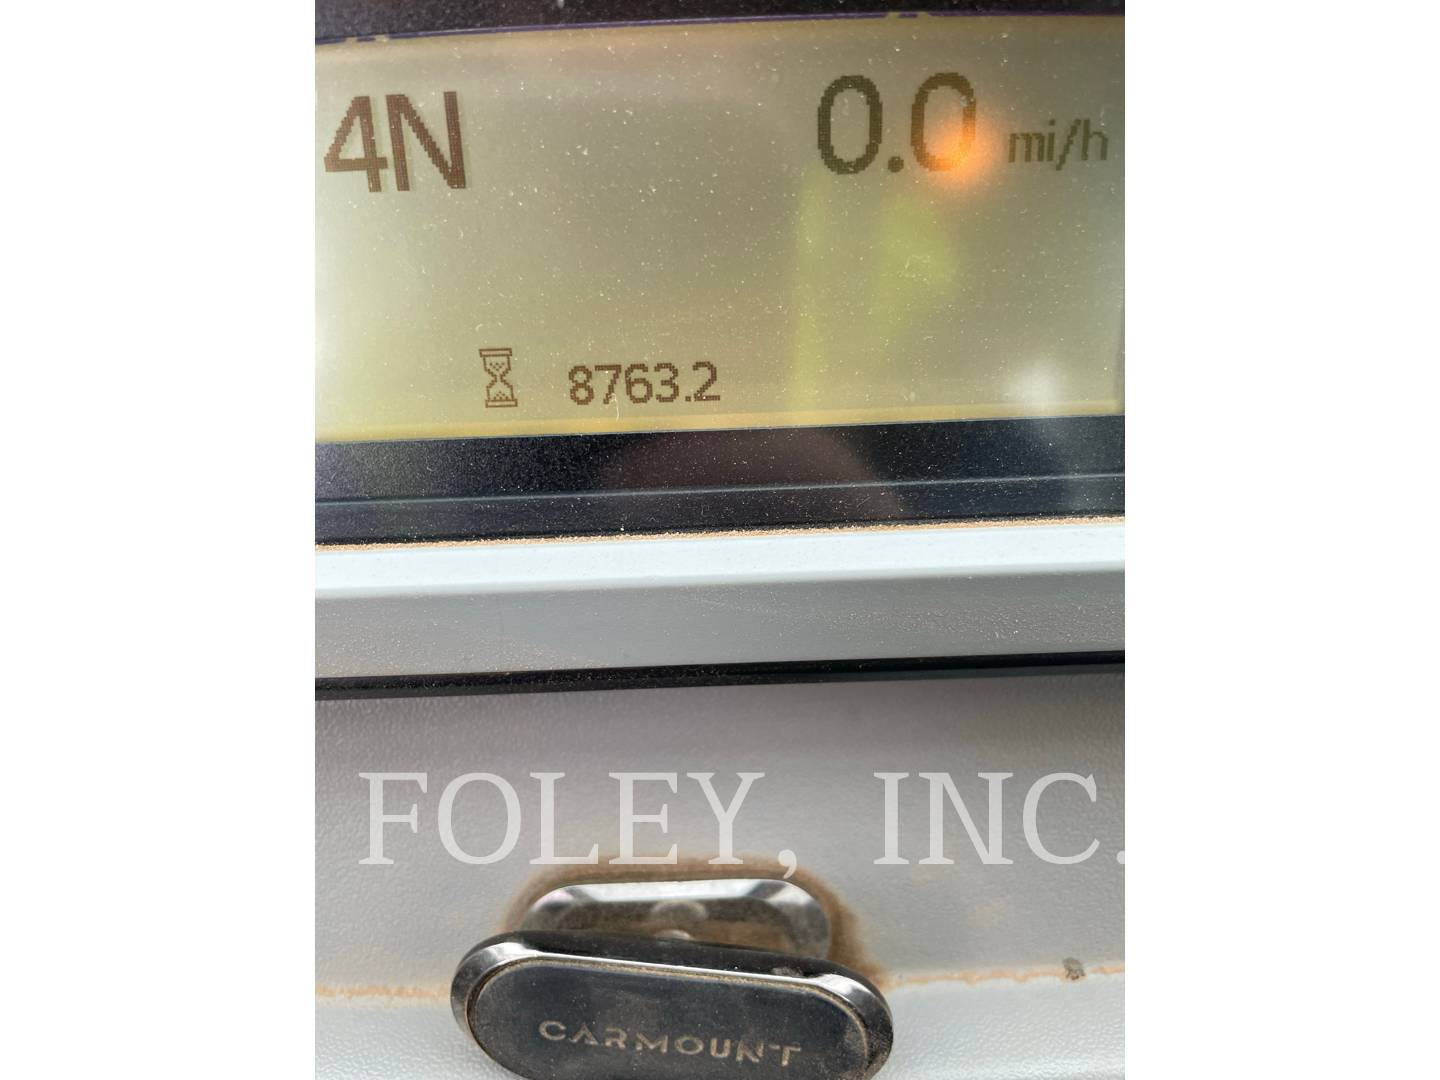 4N 0.0 mi/h
8763.2
FOLEY, INC.
CARMOUNT